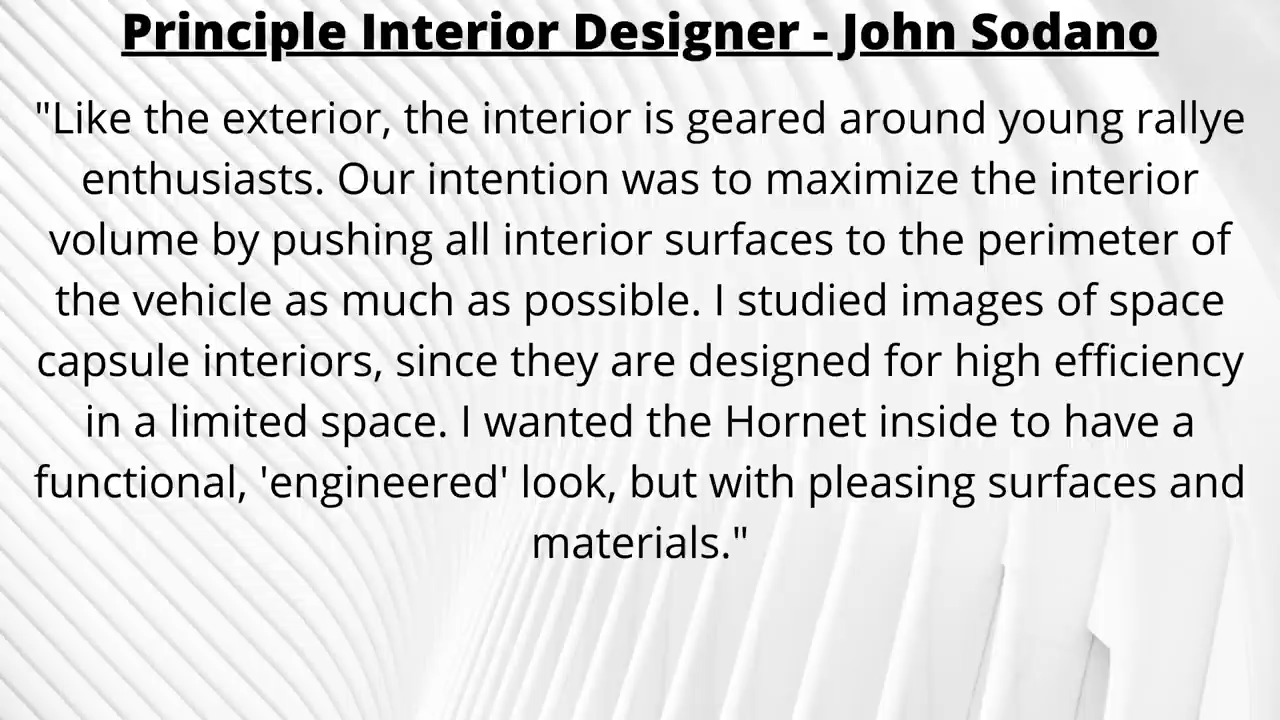 Principle Interior Designer - John Sodano
"Like the exterior, the interior is geared around young rallye
enthusiasts. Our intention was to maximize the interior
volume by pushing all interior surfaces to the perimeter of
the vehicle as much as possible. I studied images of space
capsule interiors, since they are designed for high efficiency
in a limited space. I wanted the Hornet inside to have a
functional, 'engineered' look, but with pleasing surfaces and
materials."